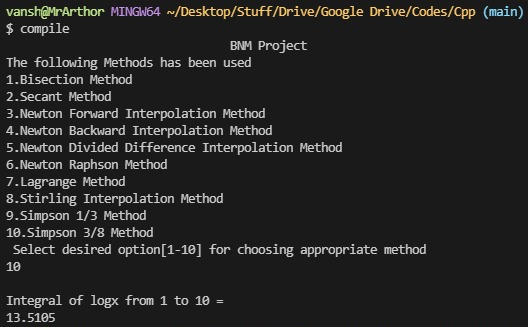 vansh@MrArthor MINGW64 ~/Desktop/Stuff/Drive/Google Drive/Codes/Cpp (main)
$ compile
BNM Project
The following Methods has been used
1.Bisection Method
2.Secant Method
3.Newton Forward Interpolation Method
4.Newton Backward Interpolation Method
5.Newton Divided Difference Interpolation Method
6.Newton Raphson Method
7.Lagrange Method
8.Stirling Interpolation Method
9.Simpson 1/3 Method
10.Simpson 3/8 Method
Select desired option[1-10] for choosing appropriate method
10
Integral of logx from 1 to 10 =
13.5105